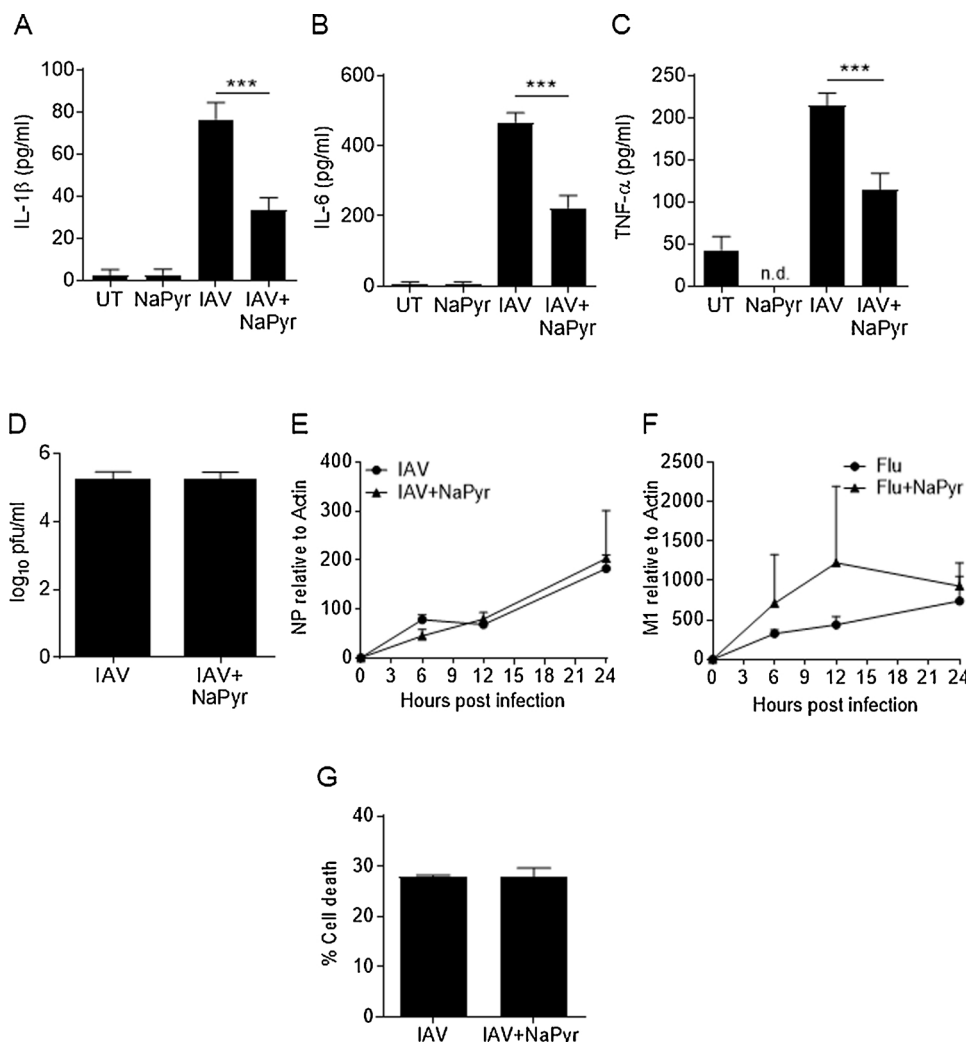 A
IL-1β (pg/ml)
100
80
60
40
20
0
***
UT NaPyr IAV IAV+
NaPyr
B
IL-6 (pg/ml)
600
400
200
0
***
UT NaPyr IAV IAV+
NaPyr
C
TNF-α (pg/ml)
250
200
150
100
50
0
***
n.d.
UT NaPyr IAV IAV+
NaPyr
D
log10 pfu/ml
6
4
2
0
IAV IAV+
NaPyr
E
NP relative to Actin
400
300
200
100
0
IAV
IAV+NaPyr
0 3 6 9 12 15 18 21 24
Hours post infection
F
M1 relative to Actin
2500
2000
1500
1000
500
0
Flu
Flu+NaPyr
0 3 6 9 12 15 18 21 24
Hours post infection
G
% Cell death
40
30
20
10
0
IAV IAV+NaPyr